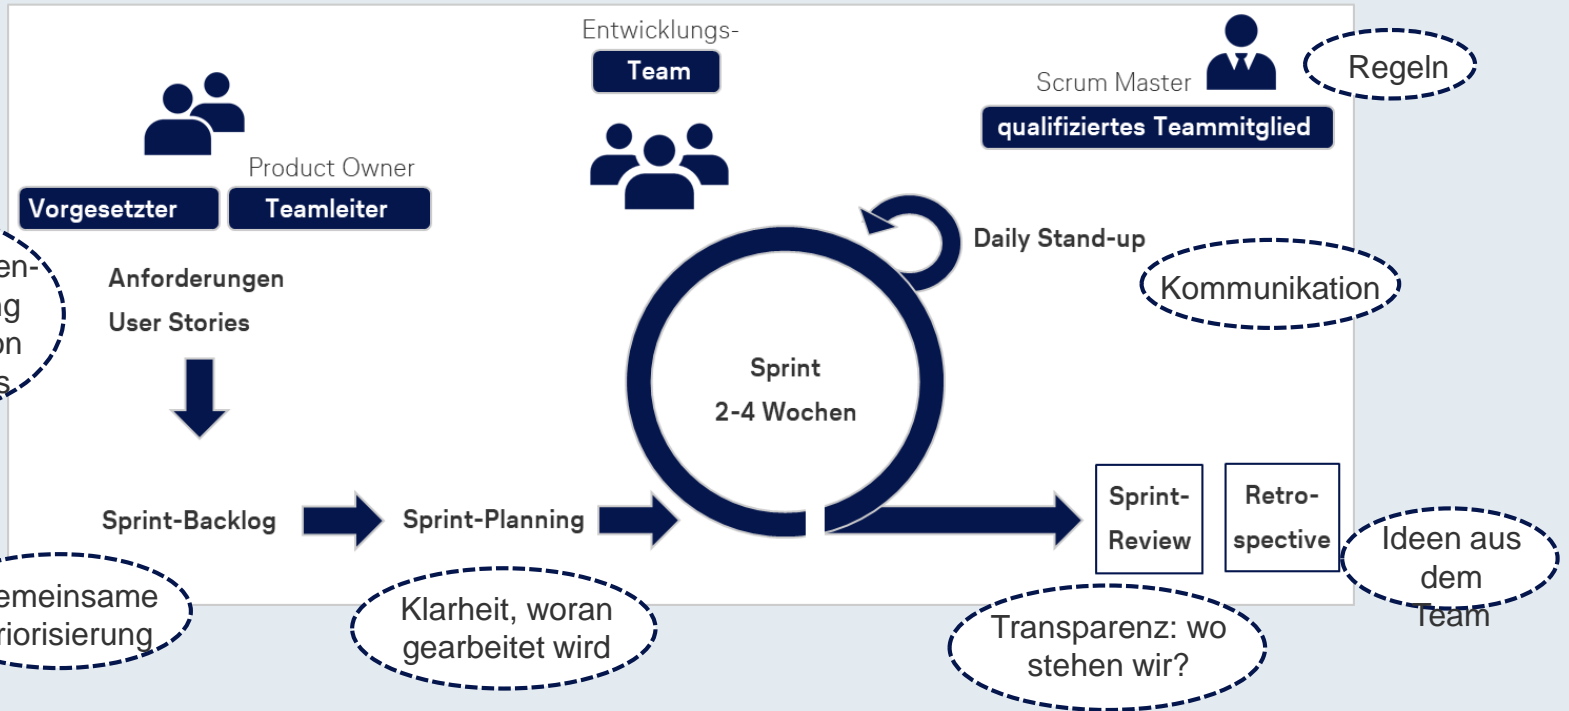 Entwicklungs-
Team
Scrum Master
qualifiziertes Teammitglied
Regeln
Product Owner
Vorgesetzter
Teamleiter
Anforderungen
User Stories
Daily Stand-up
Kommunikation
Sprint
2-4 Wochen
Sprint-Backlog
Sprint-Planning
Sprint-
Review
Retro-
spective
Ideen aus
dem
Team
Klarheit, woran
gearbeitet wird
Transparenz: wo
stehen wir?